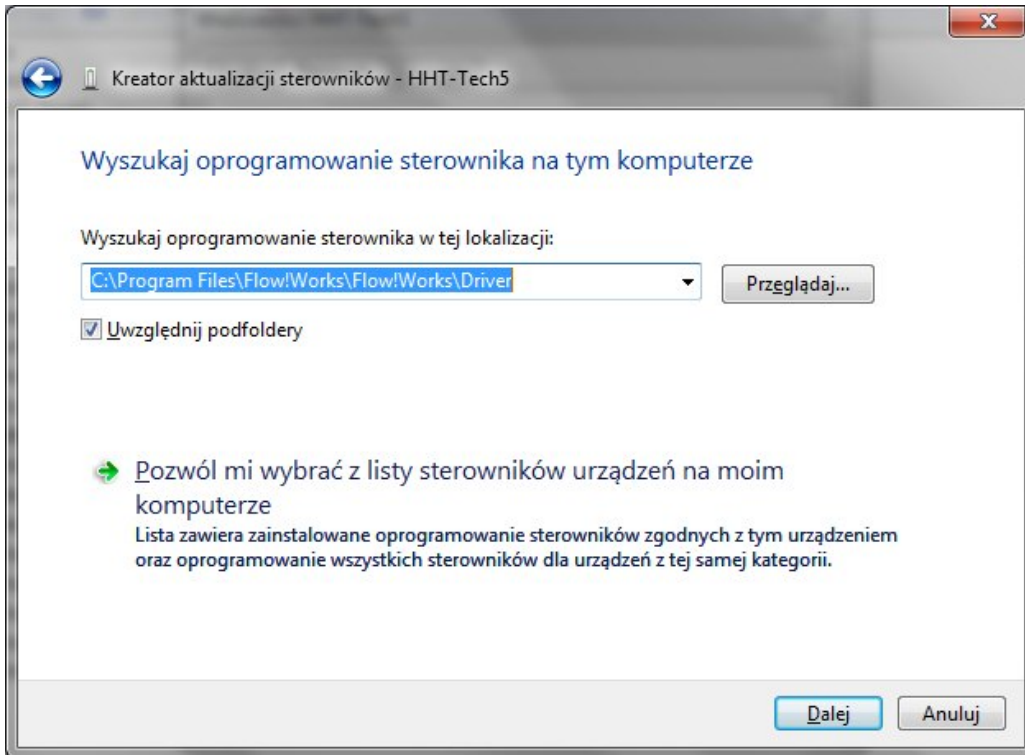 Kreator aktualizacji sterowników - HHT-Tech5
Wyszukaj oprogramowanie sterownika na tym komputerze
Wyszukaj oprogramowanie sterownika w tej lokalizacji:
C:\Program Files\Flow!Works\Flow!Works\Driver
Przeglądaj...
Uwzględnij podfoldery
Pozwól mi wybrać z listy sterowników urządzeń na moim
komputerze
Lista zawiera zainstalowane oprogramowanie sterowników zgodnych z tym urządzeniem
oraz oprogramowanie wszystkich sterowników dla urządzeń z tej samej kategorii.
Dalej
Anuluj